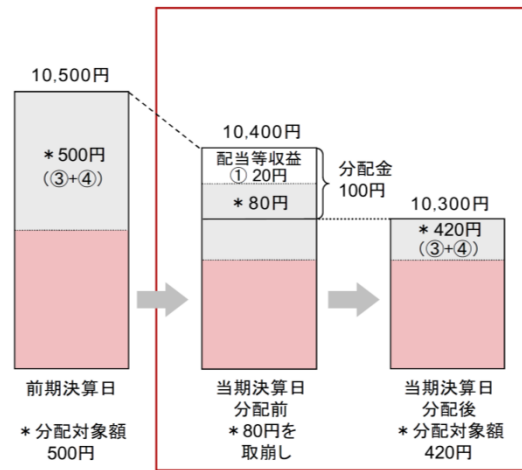 10,500円
*500円
(③+④)
10,400円
配当等収益
① 20円
*80円
分配金
100円
10,300円
*420円
(③+④)
前期決算日
*分配対象額
500円
当期決算日
分配前
*80円を
取崩し
当期決算日
分配後
*分配対象額
420円